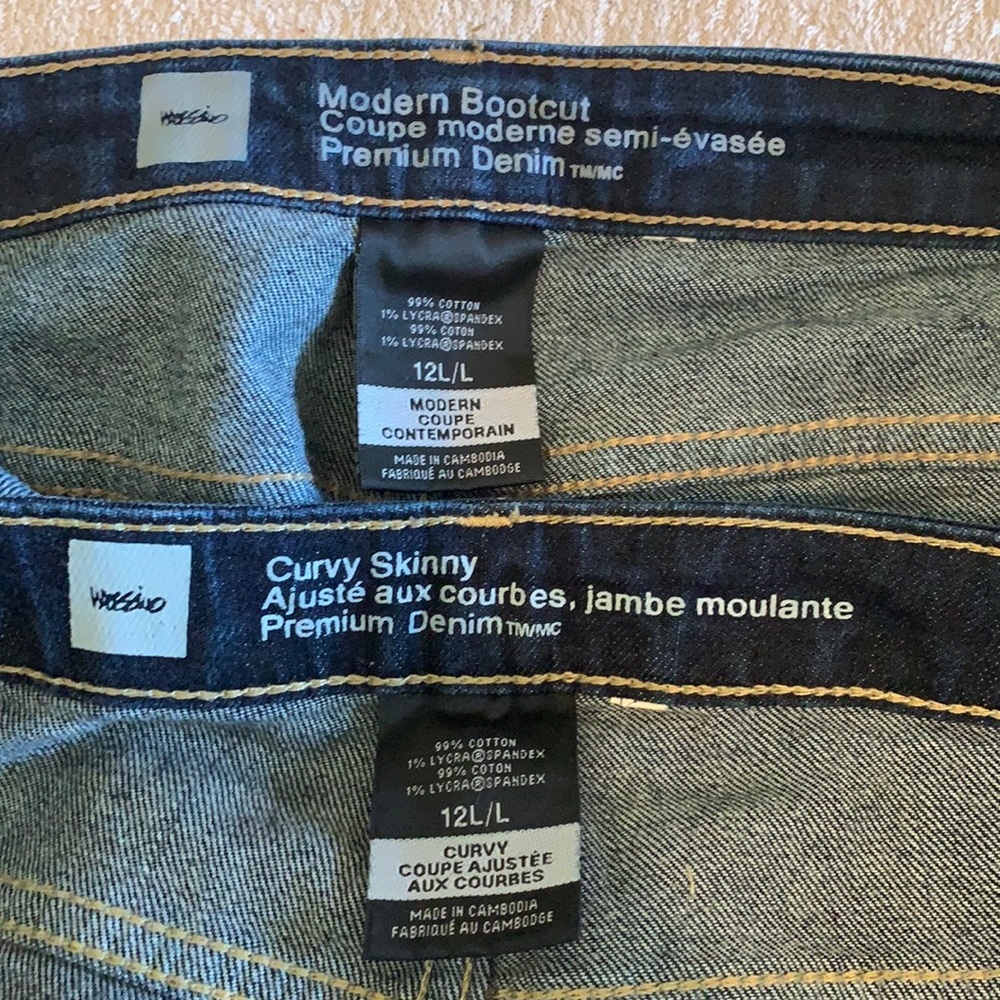 mossimo
Modern Bootcut
Coupe moderne semi-évasée
Premium Denim TM/MC
99% COTTON
1% LYCRA®SPANDEX
99% COTON
1% LYCRA®SPANDEX
12L/L
MODERN
COUPE
CONTEMPORAIN
MADE IN CAMBODIA
FABRIQUÉ AU CAMBODGE
mossimo
Curvy Skinny
Ajusté aux courbes, jambe moulante
Premium Denim TM/MC
99% COTTON
1% LYCRA®SPANDEX
99% COTON
1% LYCRA®SPANDEX
12L/L
CURVY
COUPE AJUSTÉE
AUX COURBES
MADE IN CAMBODIA
FABRIQUÉ AU CAMBODGE